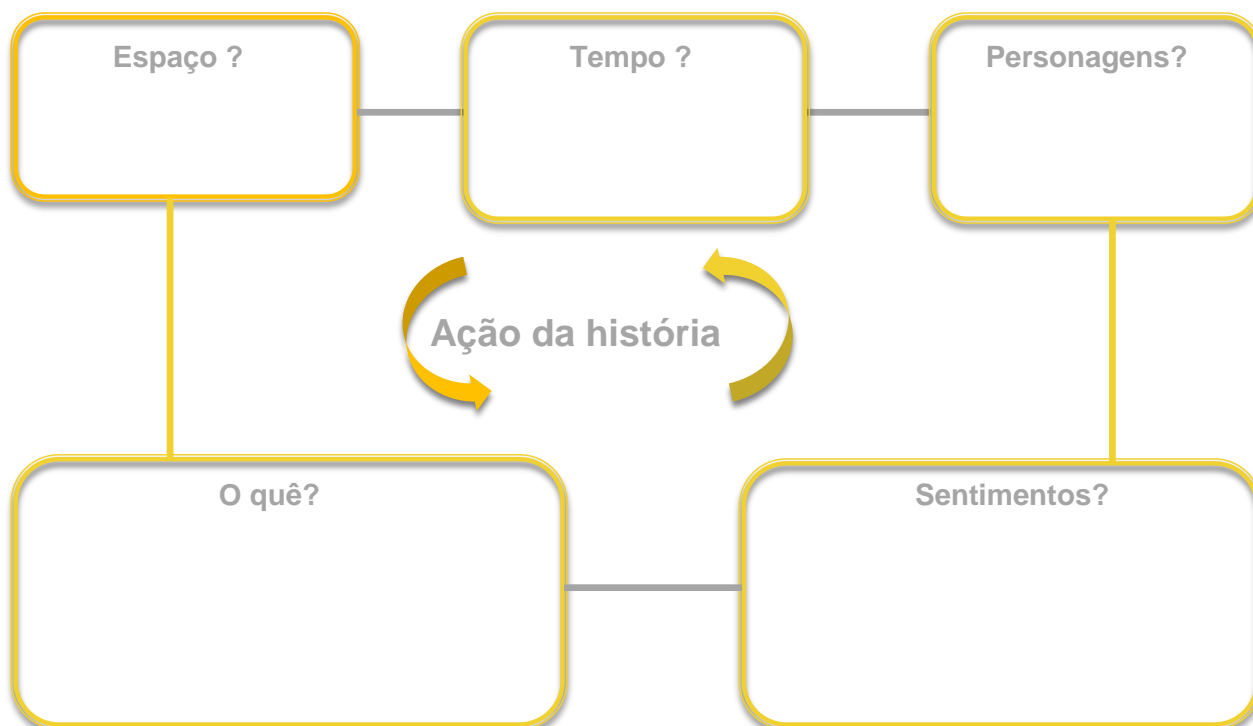 Espaço ?
Tempo ?
Personagens?
Ação da história
O quê?
Sentimentos?